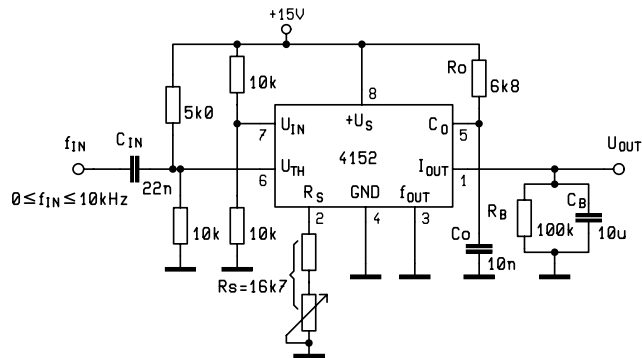 +15V
Ro
6k8
10k
8
5k0
+US
7
UIN
CO
5
fIN
CIN
4152
UOUT
UTH
IOUT
22n
6
1
0≤fIN≤10kHz
RS
GND
fOUT
2
4
3
RB
CB
10k
10k
Co
100k
10n
10u
Rs=16k7